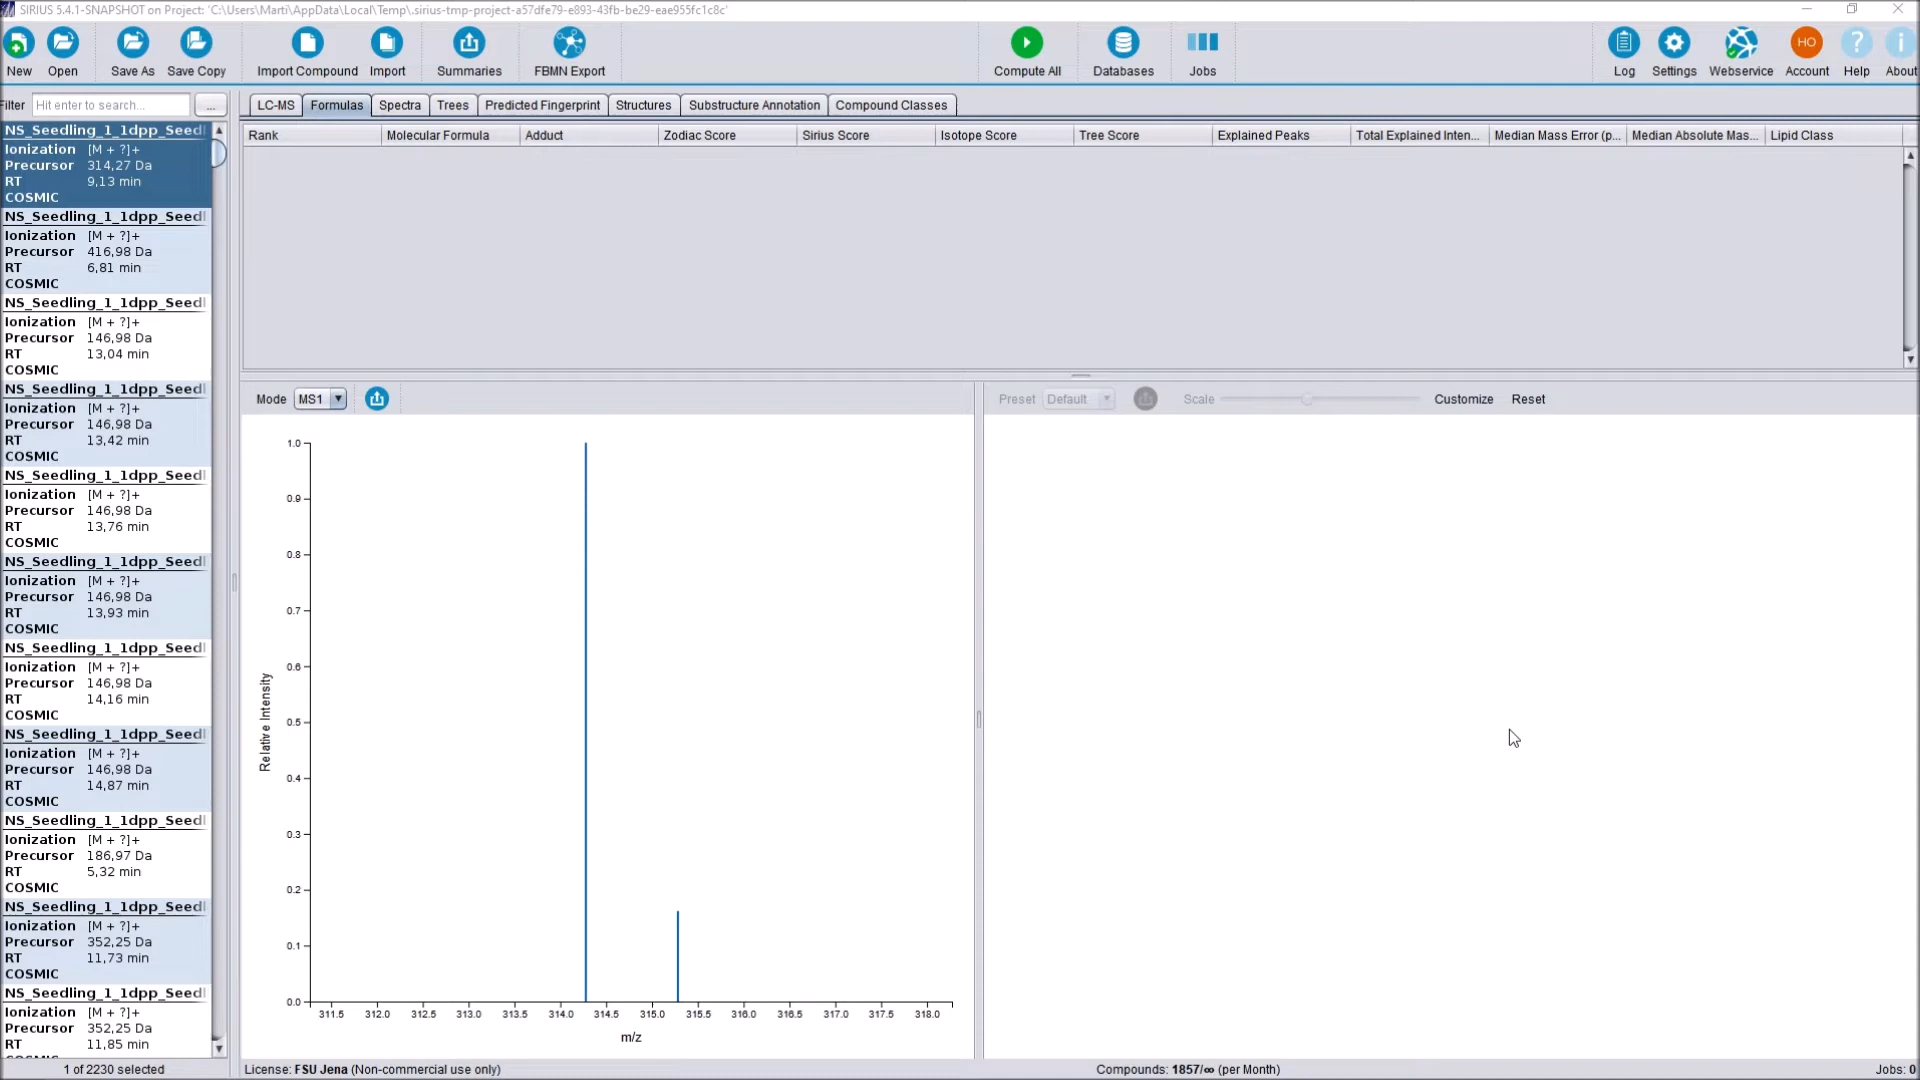 SIRIUS 5.4.1-SNAPSHOT on Project: 'C:\Users\Marti\AppData\Local\Temp\.sirius-tmp-project-a57dfe79-e893-43fb-be29-eae955fc1c8c'
New Open Save As Save Copy Import Compound Import Summaries FBMN Export Compute All Databases Jobs Log Settings Webservice HO Account ? Help i About
Filter Hit enter to search... ...
LC-MS Formulas Spectra Trees Predicted Fingerprint Structures Substructure Annotation Compound Classes
Rank Molecular Formula Adduct Zodiac Score Sirius Score Isotope Score Tree Score Explained Peaks Total Explained Inten... Median Mass Error (p... Median Absolute Mas... Lipid Class
NS_Seedling_1_1dpp_Seedl
Ionization [M + ?]+
Precursor 314,27 Da
RT 9,13 min
COSMIC
NS_Seedling_1_1dpp_Seedl
Ionization [M + ?]+
Precursor 416,98 Da
RT 6,81 min
COSMIC
NS_Seedling_1_1dpp_Seedl
Ionization [M + ?]+
Precursor 146,98 Da
RT 13,04 min
COSMIC
NS_Seedling_1_1dpp_Seedl
Ionization [M + ?]+
Precursor 146,98 Da
RT 13,42 min
COSMIC
NS_Seedling_1_1dpp_Seedl
Ionization [M + ?]+
Precursor 146,98 Da
RT 13,76 min
COSMIC
NS_Seedling_1_1dpp_Seedl
Ionization [M + ?]+
Precursor 146,98 Da
RT 13,93 min
COSMIC
NS_Seedling_1_1dpp_Seedl
Ionization [M + ?]+
Precursor 146,98 Da
RT 14,16 min
COSMIC
NS_Seedling_1_1dpp_Seedl
Ionization [M + ?]+
Precursor 146,98 Da
RT 14,87 min
COSMIC
NS_Seedling_1_1dpp_Seedl
Ionization [M + ?]+
Precursor 186,97 Da
RT 5,32 min
COSMIC
NS_Seedling_1_1dpp_Seedl
Ionization [M + ?]+
Precursor 352,25 Da
RT 11,73 min
COSMIC
NS_Seedling_1_1dpp_Seedl
Ionization [M + ?]+
Precursor 352,25 Da
RT 11,85 min
COSMIC
Mode MS1
Preset Default Scale Customize Reset
1.0
0.9
0.8
0.7
0.6
0.5
0.4
0.3
0.2
0.1
0.0
Relative Intensity
311.5 312.0 312.5 313.0 313.5 314.0 314.5 315.0 315.5 316.0 316.5 317.0 317.5 318.0
m/z
1 of 2230 selected
License: FSU Jena (Non-commercial use only)
Compounds: 1857/∞ (per Month)
Jobs: 0